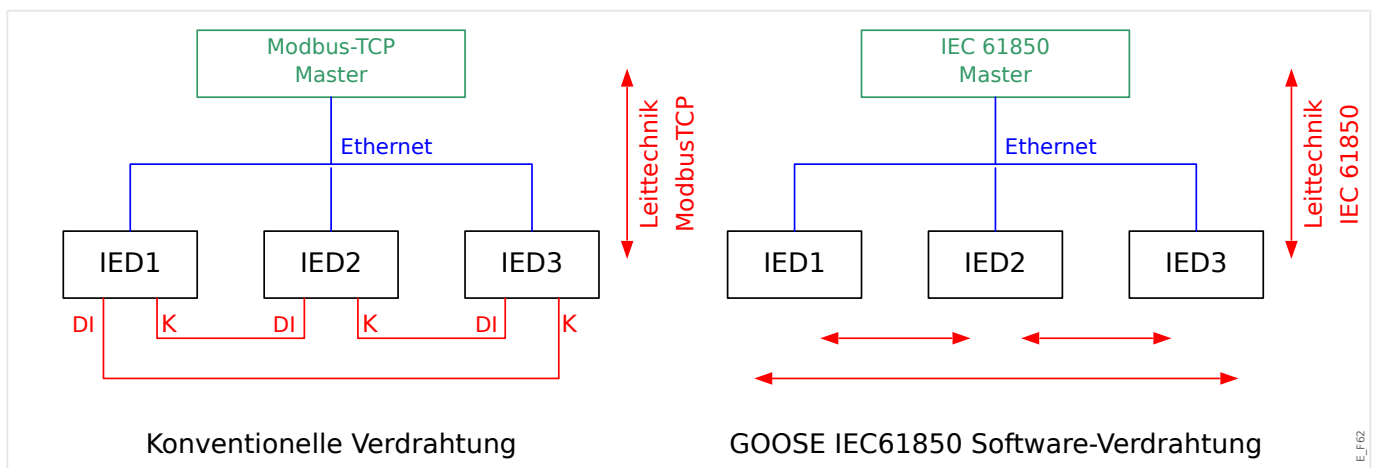 Modbus-TCP
Master
Ethernet
Leittechnik
ModbusTCP
IED1
IED2
IED3
DI
K
DI
K
DI
K
Konventionelle Verdrahtung
IEC 61850
Master
Ethernet
Leittechnik
IEC 61850
IED1
IED2
IED3
GOOSE IEC61850 Software-Verdrahtung
E_F62